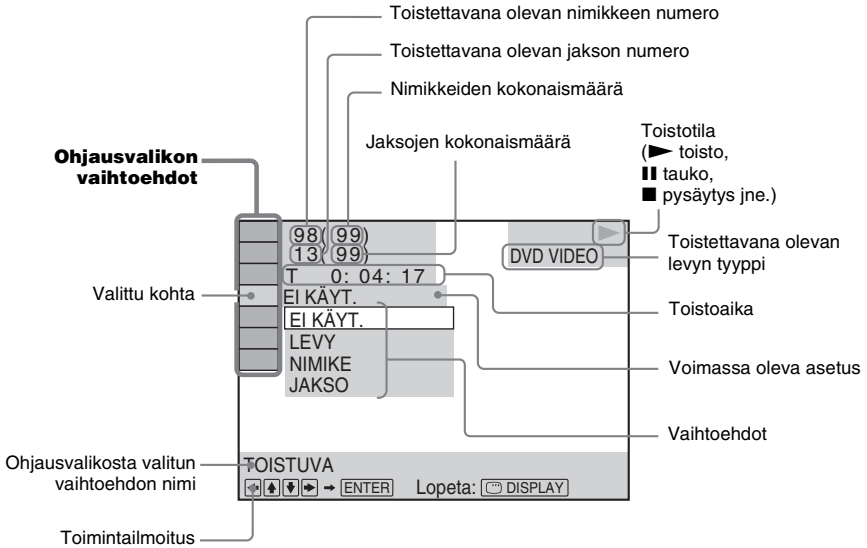 Toistettavana olevan nimikkeen numero
Toistettavana olevan jakson numero
Nimikkeiden kokonaismäärä
Jaksojen kokonaismäärä
Toistotila
(▶ toisto,
▮▮ tauko,
■ pysäytys jne.)
Ohjausvalikon
vaihtoehdot
98( 99)
13( 99)
T 0: 04: 17
▶
DVD VIDEO
Toistettavana olevan
levyn tyyppi
Valittu kohta
EI KÄYT.
Toistoaika
EI KÄYT.
LEVY
NIMIKE
JAKSO
Voimassa oleva asetus
Vaihtoehdot
Ohjausvalikosta valitun
vaihtoehdon nimi
TOISTUVA
←↑↓→ → ENTER Lopeta: DISPLAY
Toimintailmoitus